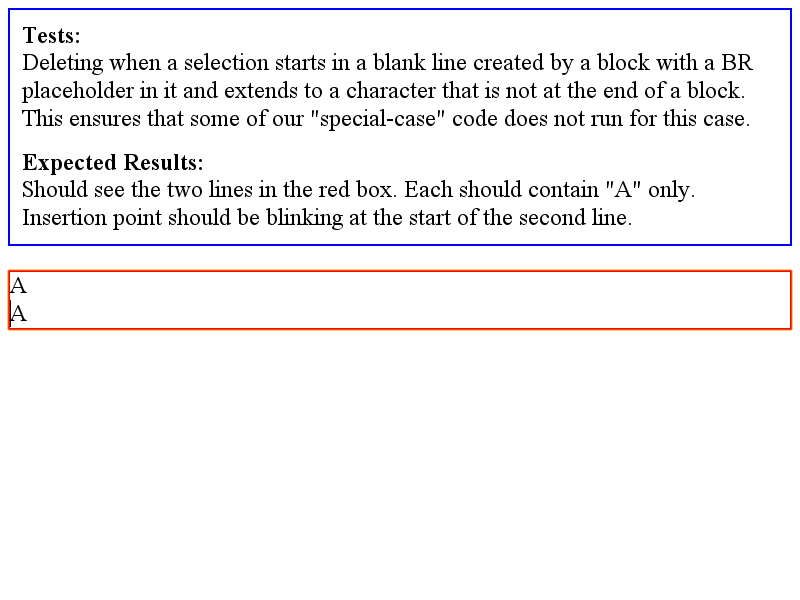 Tests:
Deleting when a selection starts in a blank line created by a block with a BR
placeholder in it and extends to a character that is not at the end of a block.
This ensures that some of our "special-case" code does not run for this case.
Expected Results:
Should see the two lines in the red box. Each should contain "A" only.
Insertion point should be blinking at the start of the second line.
A
A